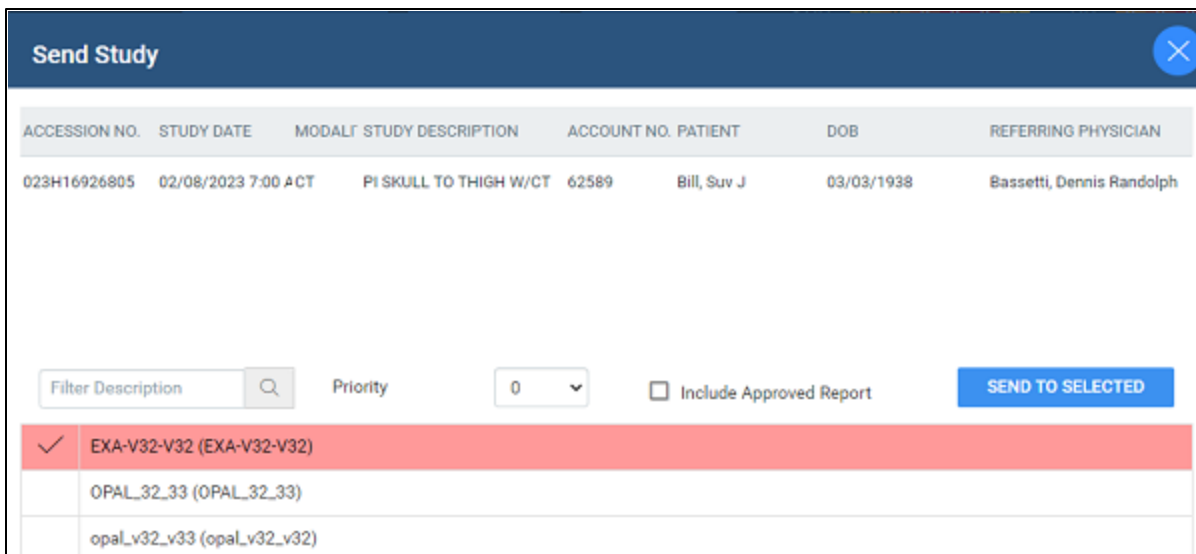 Send Study
ACCESSION NO. STUDY DATE MODALI STUDY DESCRIPTION ACCOUNT NO. PATIENT DOB REFERRING PHYSICIAN
023H16926805 02/08/2023 7:00 A CT PI SKULL TO THIGH W/CT 62589 Bill, Suv J 03/03/1938 Bassetti, Dennis Randolph
Filter Description Priority 0 Include Approved Report SEND TO SELECTED
EXA-V32-V32 (EXA-V32-V32)
OPAL_32_33 (OPAL_32_33)
opal_v32_v33 (opal_v32_v32)